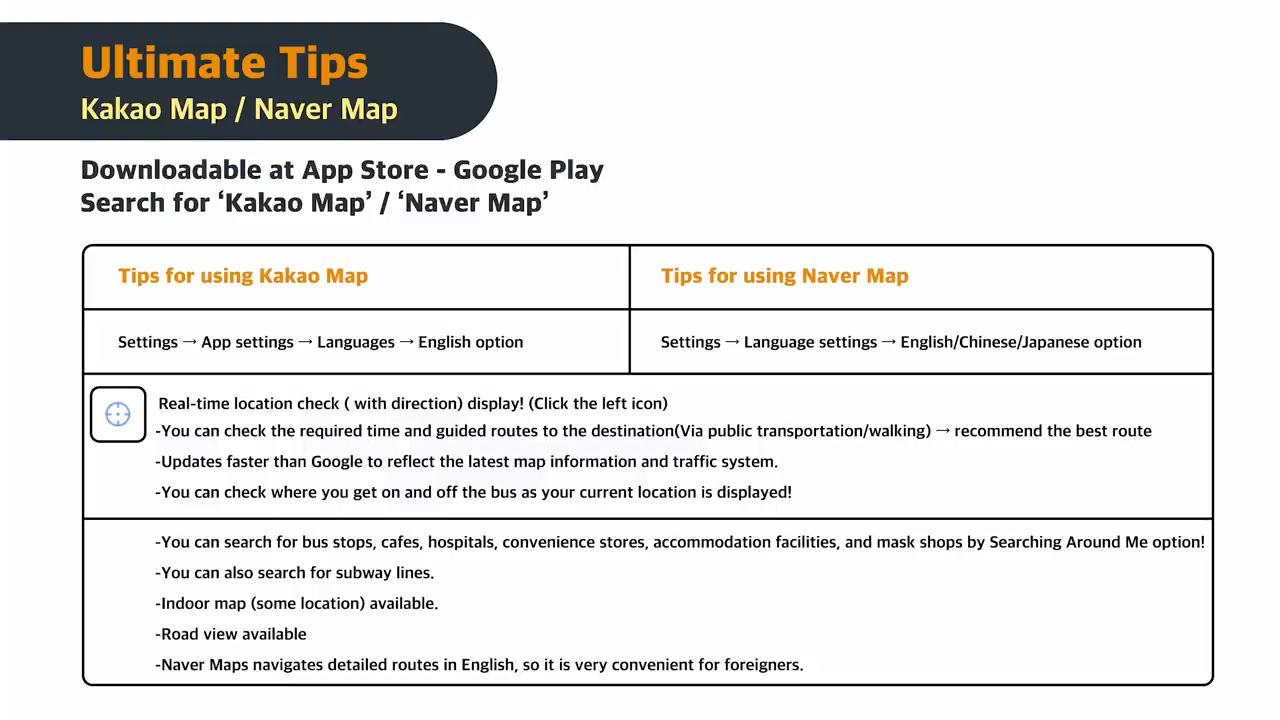 Ultimate Tips
Kakao Map / Naver Map
Downloadable at App Store - Google Play
Search for ‘Kakao Map’ / ‘Naver Map’
Tips for using Kakao Map
Tips for using Naver Map
Settings → App settings → Languages → English option
Settings → Language settings → English/Chinese/Japanese option
Real-time location check ( with direction) display! (Click the left icon)
-You can check the required time and guided routes to the destination(Via public transportation/walking) → recommend the best route
-Updates faster than Google to reflect the latest map information and traffic system.
-You can check where you get on and off the bus as your current location is displayed!
-You can search for bus stops, cafes, hospitals, convenience stores, accommodation facilities, and mask shops by Searching Around Me option!
-You can also search for subway lines.
-Indoor map (some location) available.
-Road view available
-Naver Maps navigates detailed routes in English, so it is very convenient for foreigners.